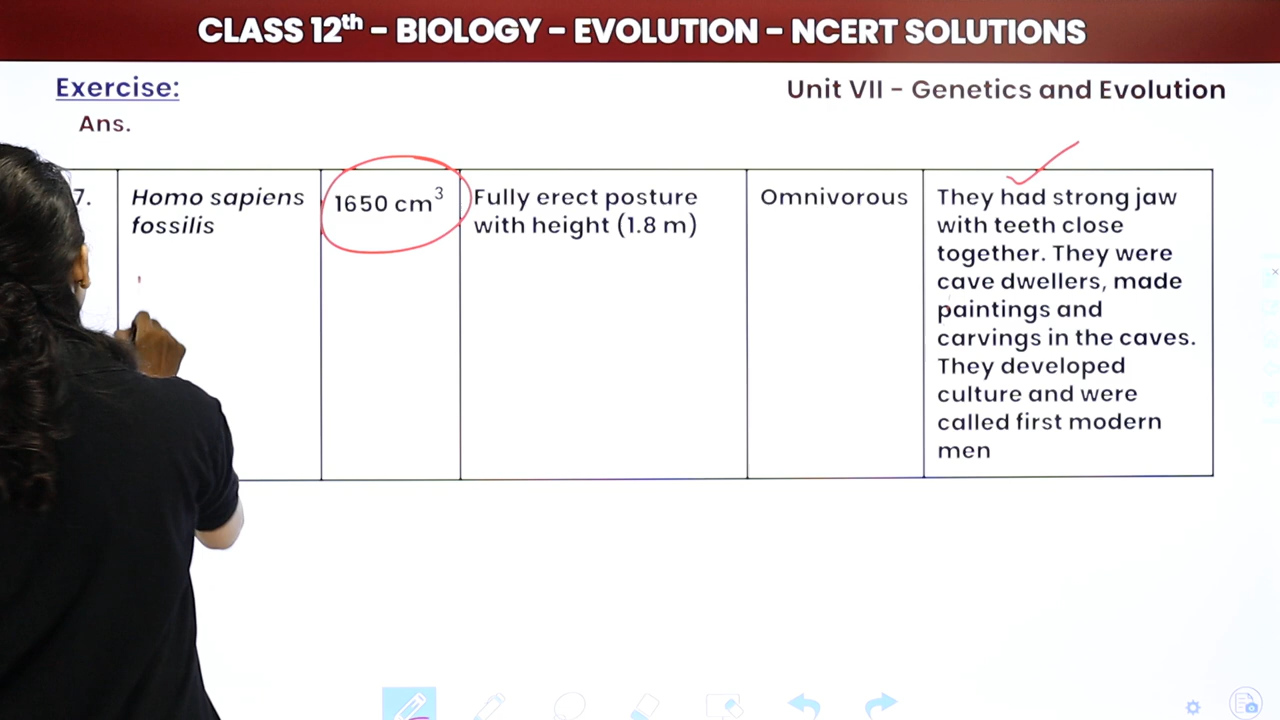 CLASS 12th - BIOLOGY - EVOLUTION - NCERT SOLUTIONS
Exercise:
Unit VII - Genetics and Evolution
Ans.
7.
Homo sapiens
fossilis
1650 cm³
Fully erect posture
with height (1.8 m)
Omnivorous
They had strong jaw
with teeth close
together. They were
cave dwellers, made
paintings and
carvings in the caves.
They developed
culture and were
called first modern
men